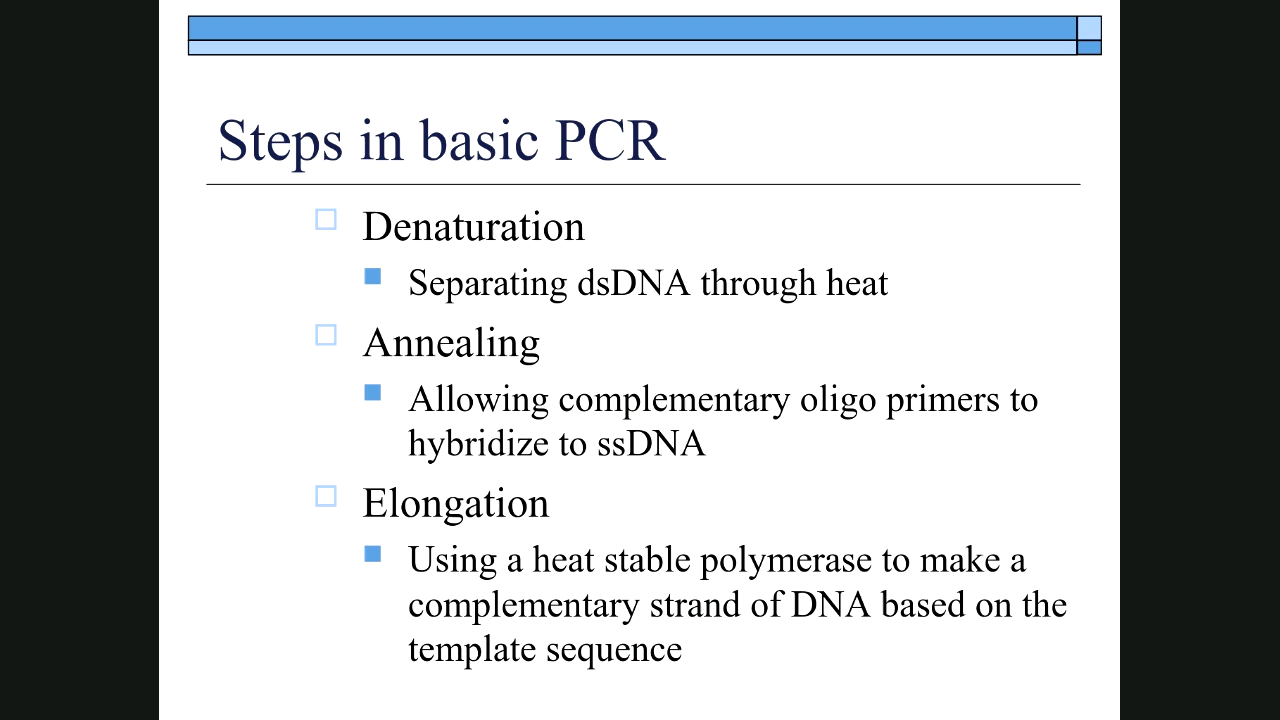 Steps in basic PCR
Denaturation
Separating dsDNA through heat
Annealing
Allowing complementary oligo primers to
hybridize to ssDNA
Elongation
Using a heat stable polymerase to make a
complementary strand of DNA based on the
template sequence